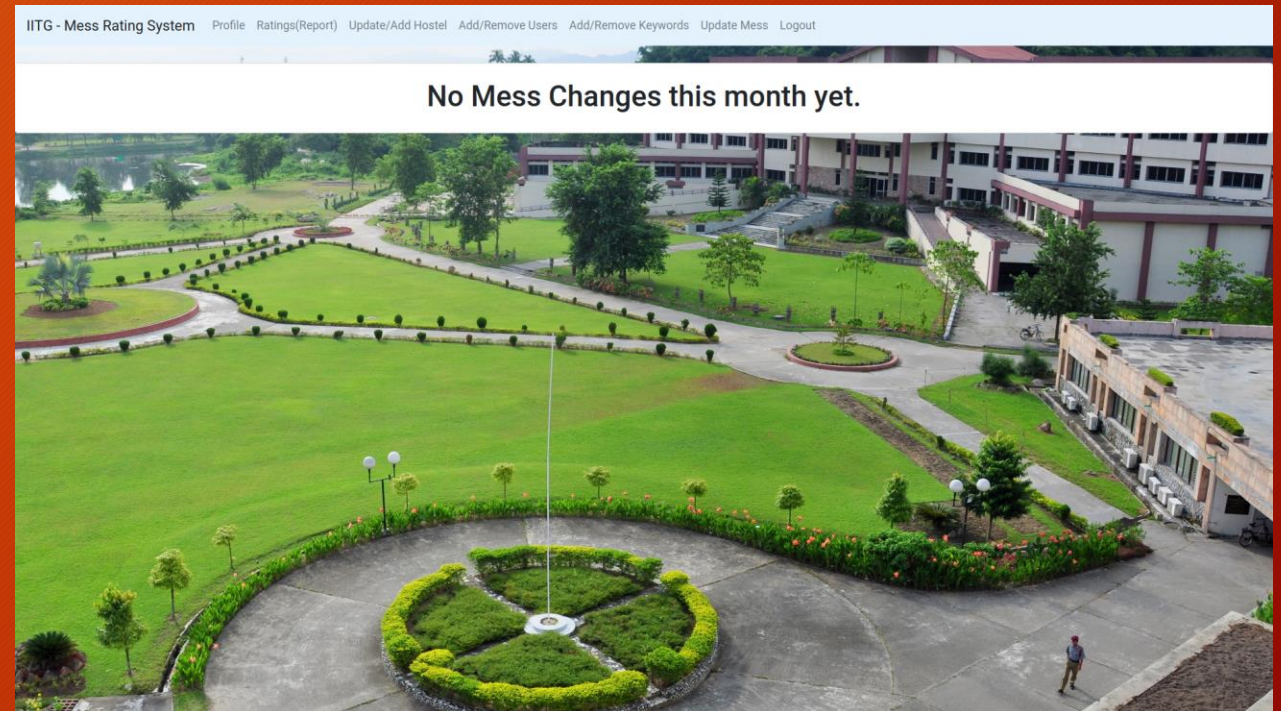 IITG - Mess Rating System Profile Ratings(Report) Update/Add Hostel Add/Remove Users Add/Remove Keywords Update Mess Logout
No Mess Changes this month yet.